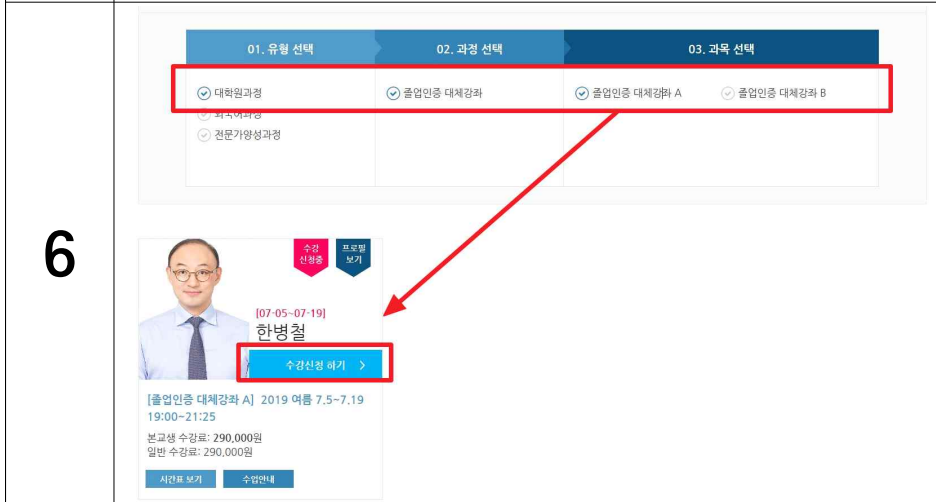 01. 유형 선택
02. 과정 선택
03. 과목 선택
대학원과정
졸업인증 대체강좌
졸업인증 대체강좌 A
졸업인증 대체강좌 B
외국어과정
전문가양성과정
6
수강
신청중
프로필
보기
[07-05~07-19]
한병철
수강신청 하기 >
[졸업인증 대체강좌 A] 2019 여름 7.5~7.19
19:00~21:25
본교생 수강료: 290,000원
일반 수강료: 290,000원
시간표 보기
수업안내